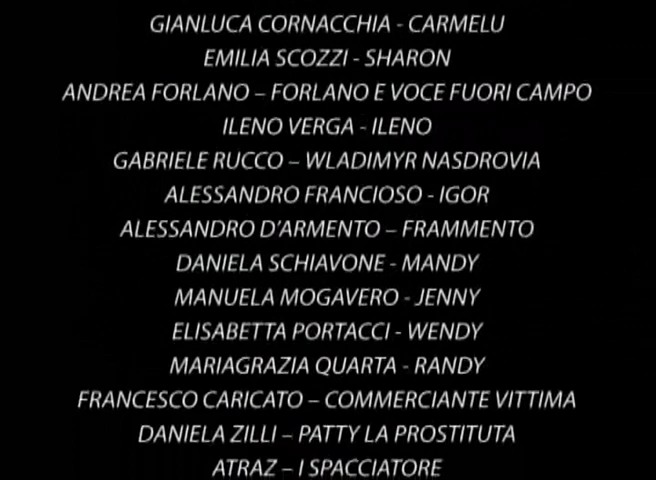 GIANLUCA CORNACCHIA - CARMELU
EMILIA SCOZZI - SHARON
ANDREA FORLANO – FORLANO E VOCE FUORI CAMPO
ILENO VERGA - ILENO
GABRIELE RUCCO – WLADIMYR NASDROVIA
ALESSANDRO FRANCIOSO - IGOR
ALESSANDRO D'ARMENTO – FRAMMENTO
DANIELA SCHIAVONE - MANDY
MANUELA MOGAVERO - JENNY
ELISABETTA PORTACCI - WENDY
MARIAGRAZIA QUARTA - RANDY
FRANCESCO CARICATO – COMMERCIANTE VITTIMA
DANIELA ZILLI – PATTY LA PROSTITUTA
ATRAZ – I SPACCIATORE